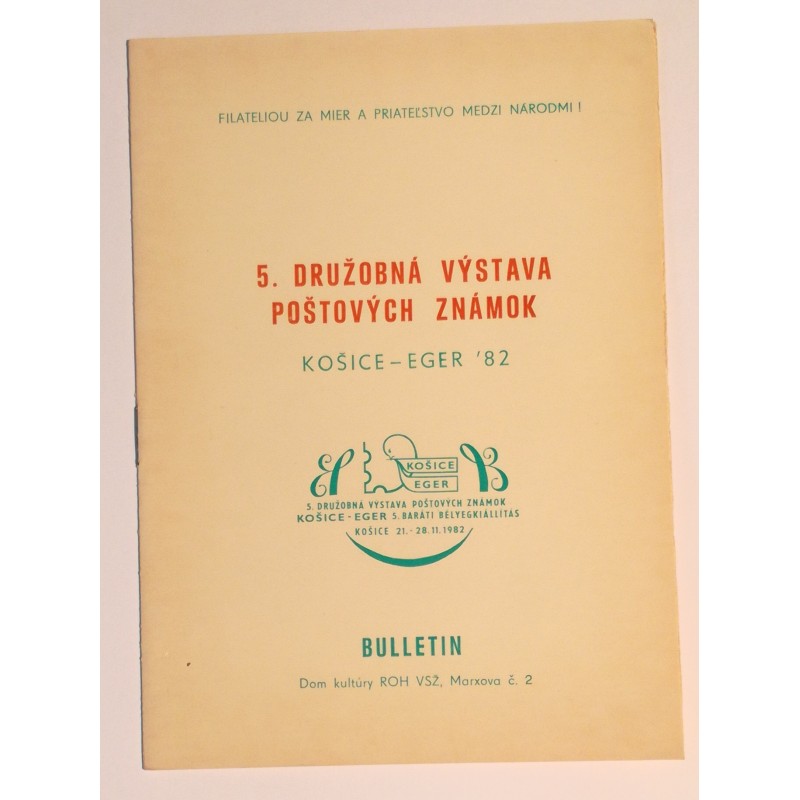 FILATELIOU ZA MIER A PRIATEĽSTVO MEDZI NÁRODMI!
5. DRUŽOBNÁ VÝSTAVA
POŠTOVÝCH ZNÁMOK
KOŠICE – EGER '82
KOŠICE
EGER
5. DRUŽOBNÁ VÝSTAVA POŠTOVÝCH ZNÁMOK
KOŠICE - EGER 5. BARÁTI BÉLYEGKIÁLLÍTÁS
KOŠICE 21. - 28. 11. 1982
BULLETIN
Dom kultúry ROH VSŽ, Marxova č. 2